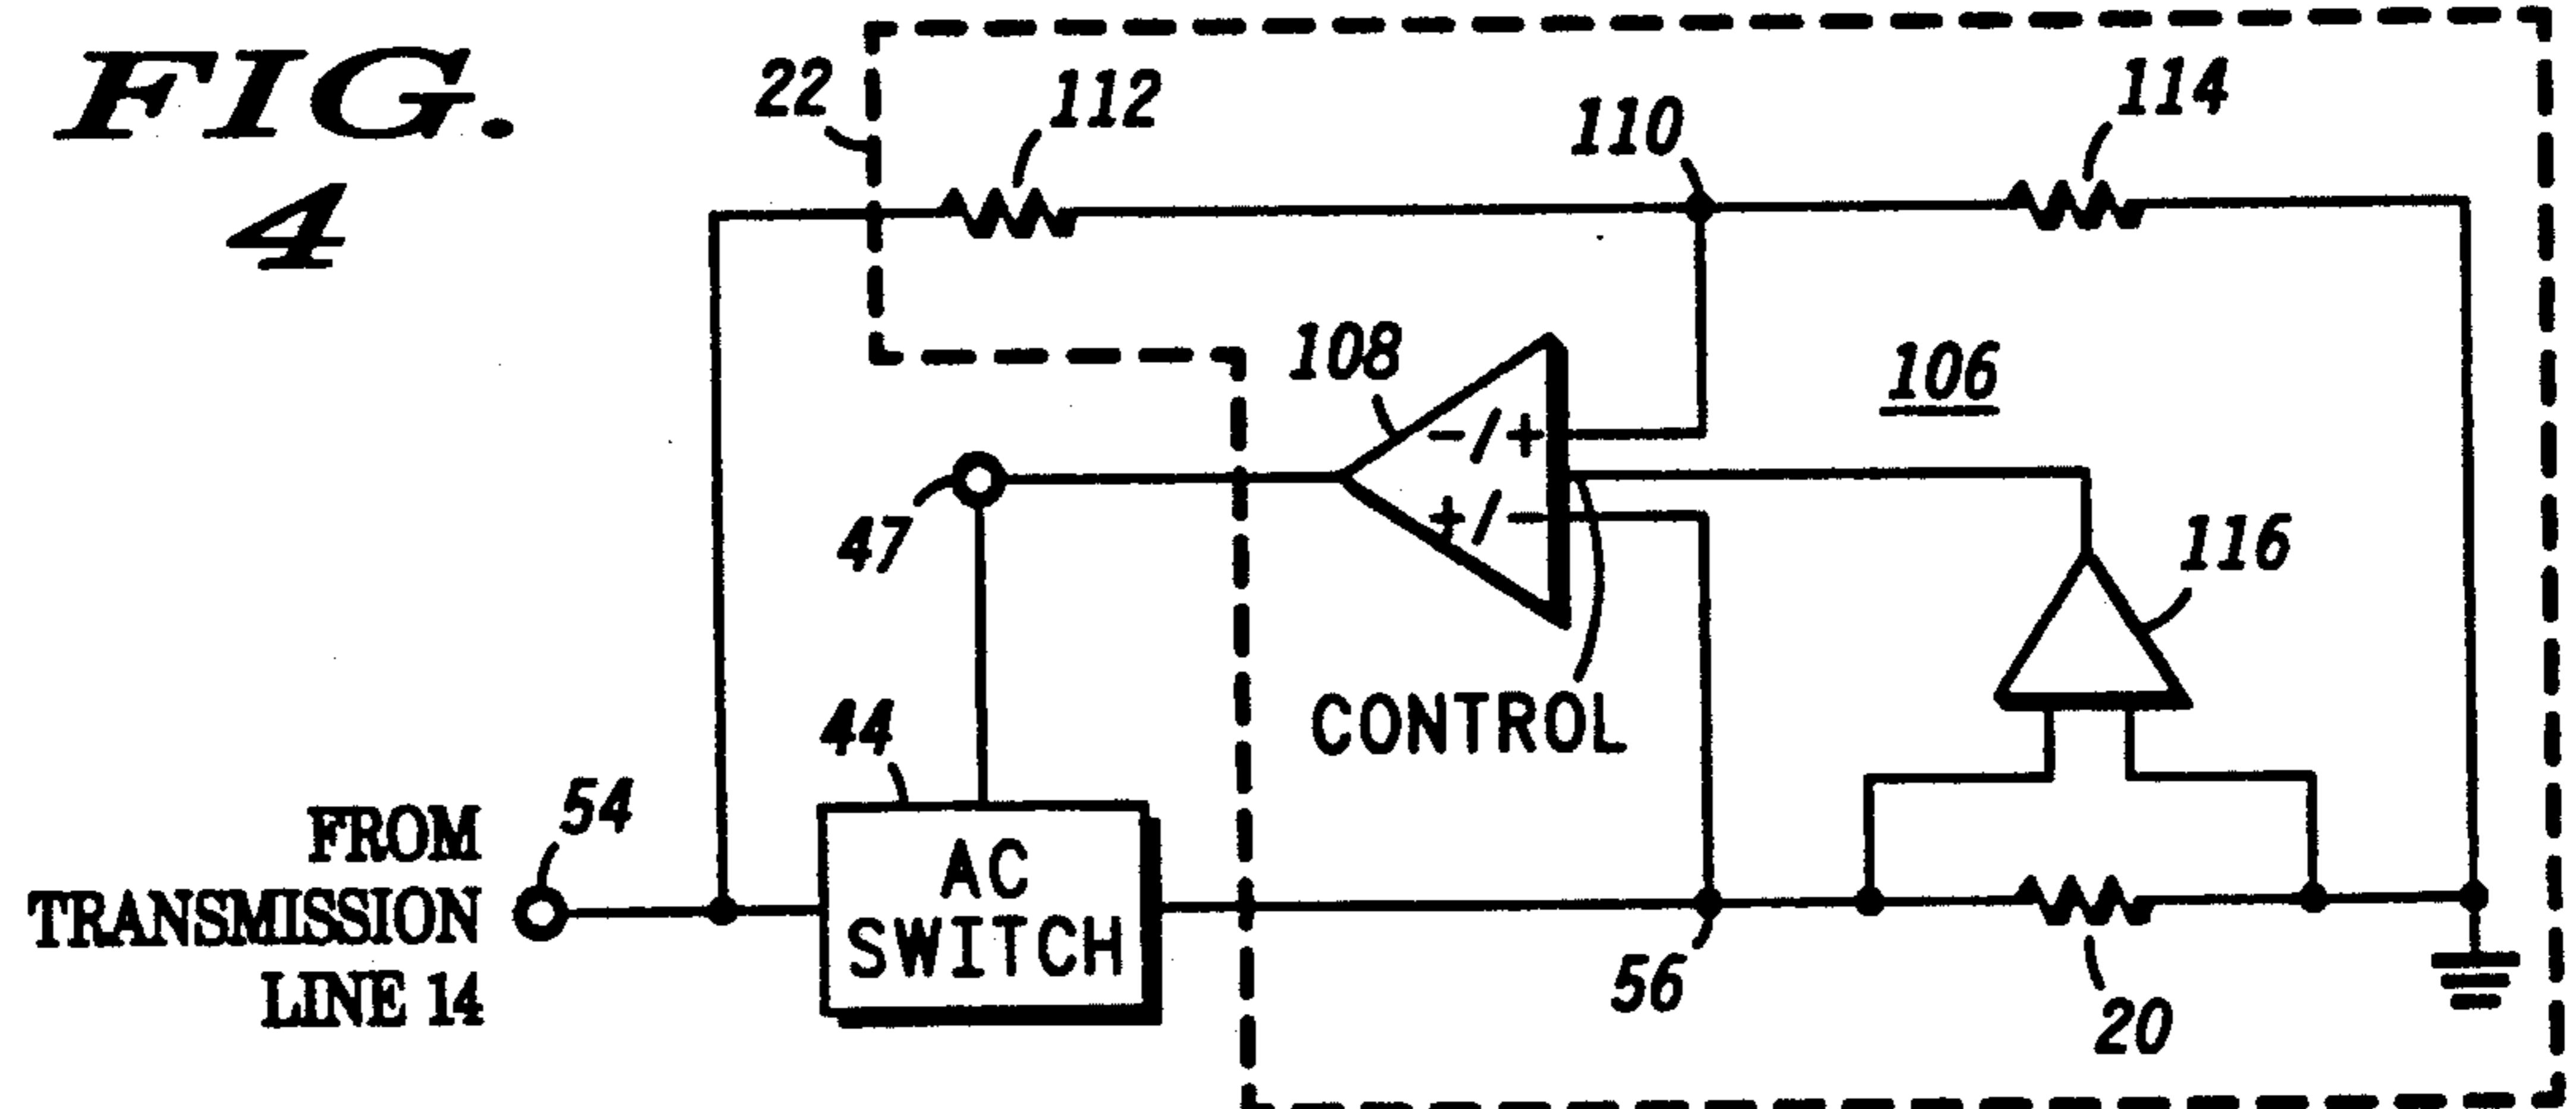 FIG.
4
22
112
110
114
108
-/+
+/-
106
47
116
CONTROL
44
54
FROM
TRANSMISSION
LINE 14
AC
SWITCH
56
20